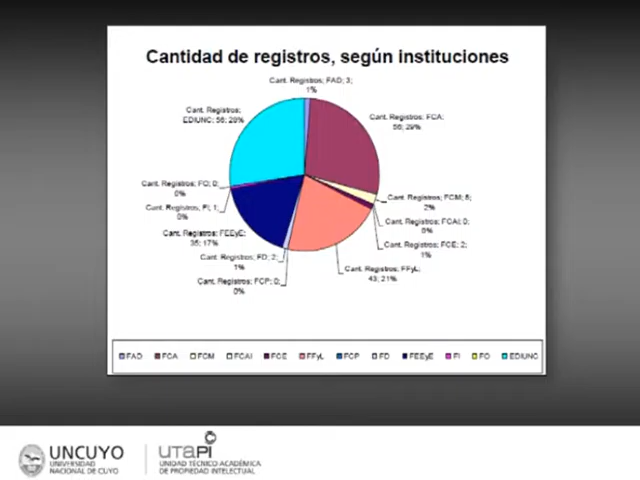 Cantidad de registros, según instituciones
Cant. Registros; FAD; 3;
1%
Cant. Registros;
EDIUNC; 56; 28%
Cant. Registros: FCA:
29%
Cant. Registros; FO; 0;
0%
Cant. Registros, FI, 1;
0%
Cant. Registros; FCM;
2%
Cant. Registros; FCAI; 0;
0%
Cant. Registros: FEEyE;
35; 17%
Cant. Registros; FCE; 2;
1%
Cant. Registros, FD; 2;
1%
Cant. Registros; FCP; 0;
0%
Cant. Registros: FFyL;
43; 21%
FAD FCA FCM FCAI FCE FFyL FCP FD FEEyE FI FO EDIUNC
UNCUYO
UNIVERSIDAD
NACIONAL DE CUYO
UTAPI
UNIDAD TÉCNICO-ACADÉMICA
DE PROPIEDAD INTELECTUAL